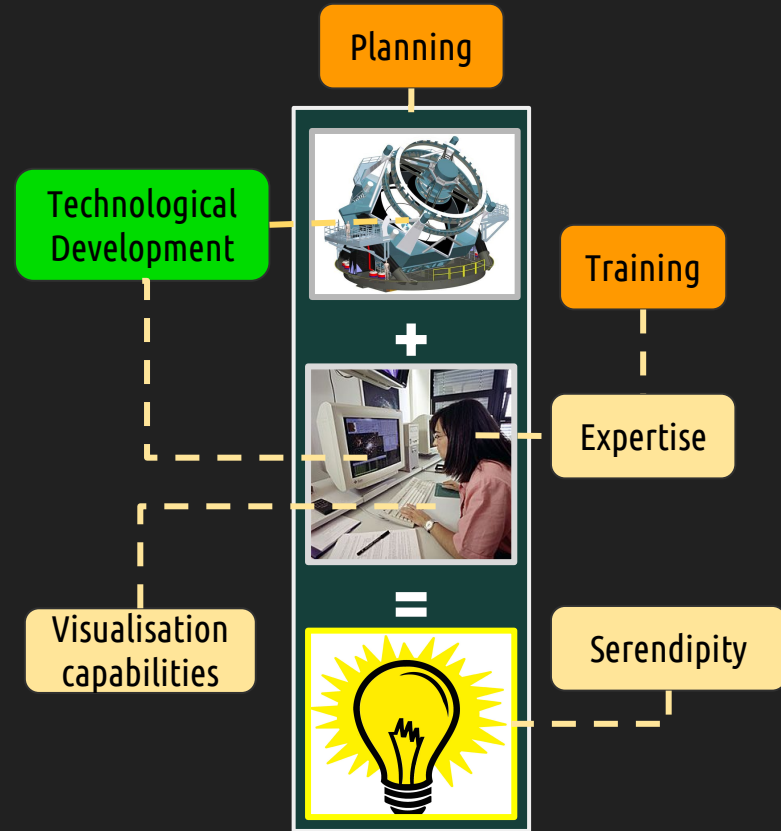 Planning
Technological
Development
Training
+
Expertise
=
Visualisation
capabilities
Serendipity